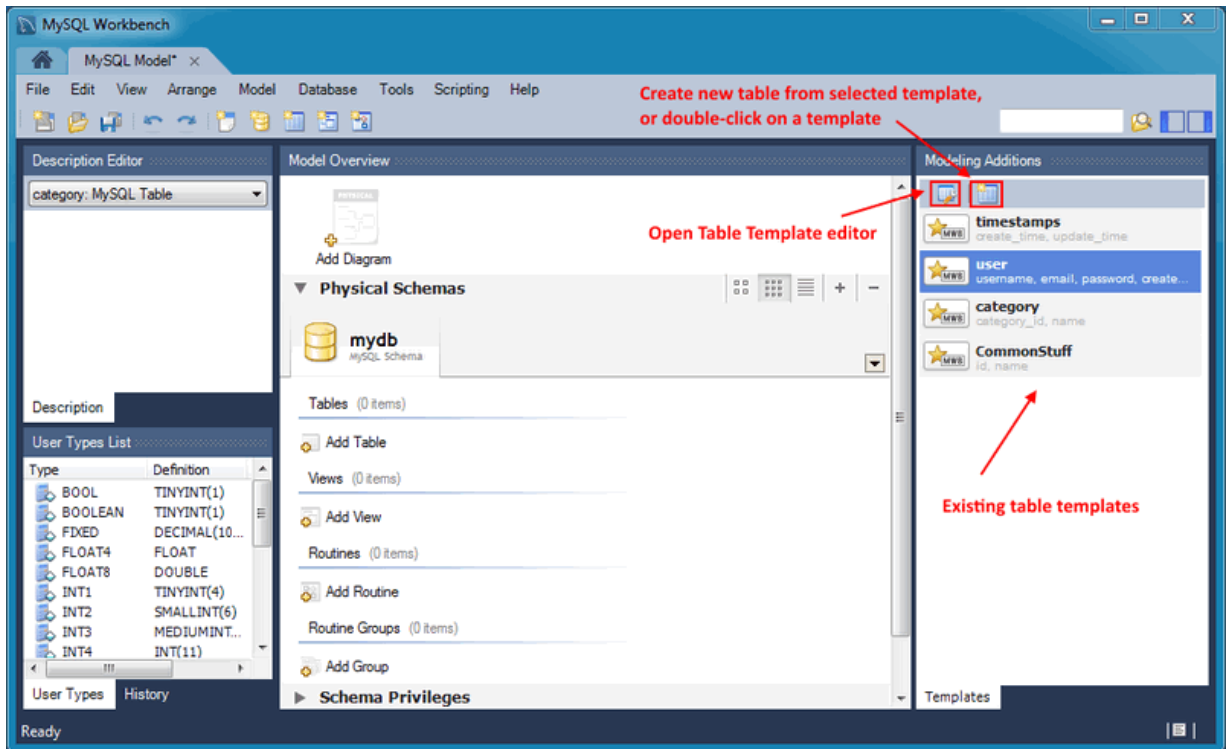 MySQL Workbench
MySQL Model*
File Edit View Arrange Model Database Tools Scripting Help
Create new table from selected template,
or double-click on a template
Description Editor
category: MySQL Table
Description
User Types List
Type Definition
BOOL TINYINT(1)
BOOLEAN TINYINT(1)
FIXED DECIMAL(10...
FLOAT4 FLOAT
FLOAT8 DOUBLE
INT1 TINYINT(4)
INT2 SMALLINT(6)
INT3 MEDIUMINT...
INT4 INT(11)
User Types History
Model Overview
PHYSICAL
Add Diagram
Open Table Template editor
Physical Schemas
mydb
MySQL Schema
Tables (0 items)
Add Table
Views (0 items)
Add View
Routines (0 items)
Add Routine
Routine Groups (0 items)
Add Group
Schema Privileges
Modeling Additions
MWB
timestamps
create_time, update_time
MWB
user
username, email, password, create...
MWB
category
category_id, name
MWB
CommonStuff
id, name
Existing table templates
Templates
Ready